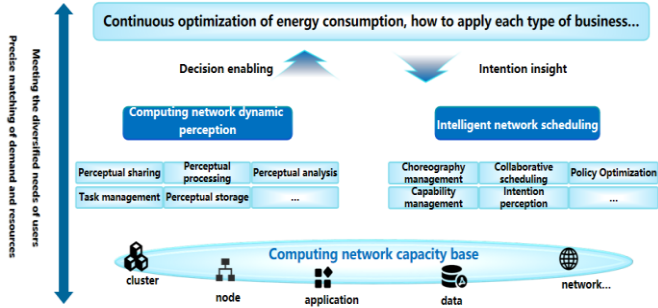 Continuous optimization of energy consumption, how to apply each type of business...
Decision enabling
Intention insight
Meeting the diversified needs of users
Precise matching of demand and resources
Computing network dynamic
perception
Intelligent network scheduling
Perceptual sharing
Perceptual
processing
Perceptual analysis
Task management
Perceptual storage
...
Choreography
management
Collaborative
scheduling
Policy Optimization
Capability
management
Intention
perception
...
Computing network capacity base
cluster
node
application
data
network...